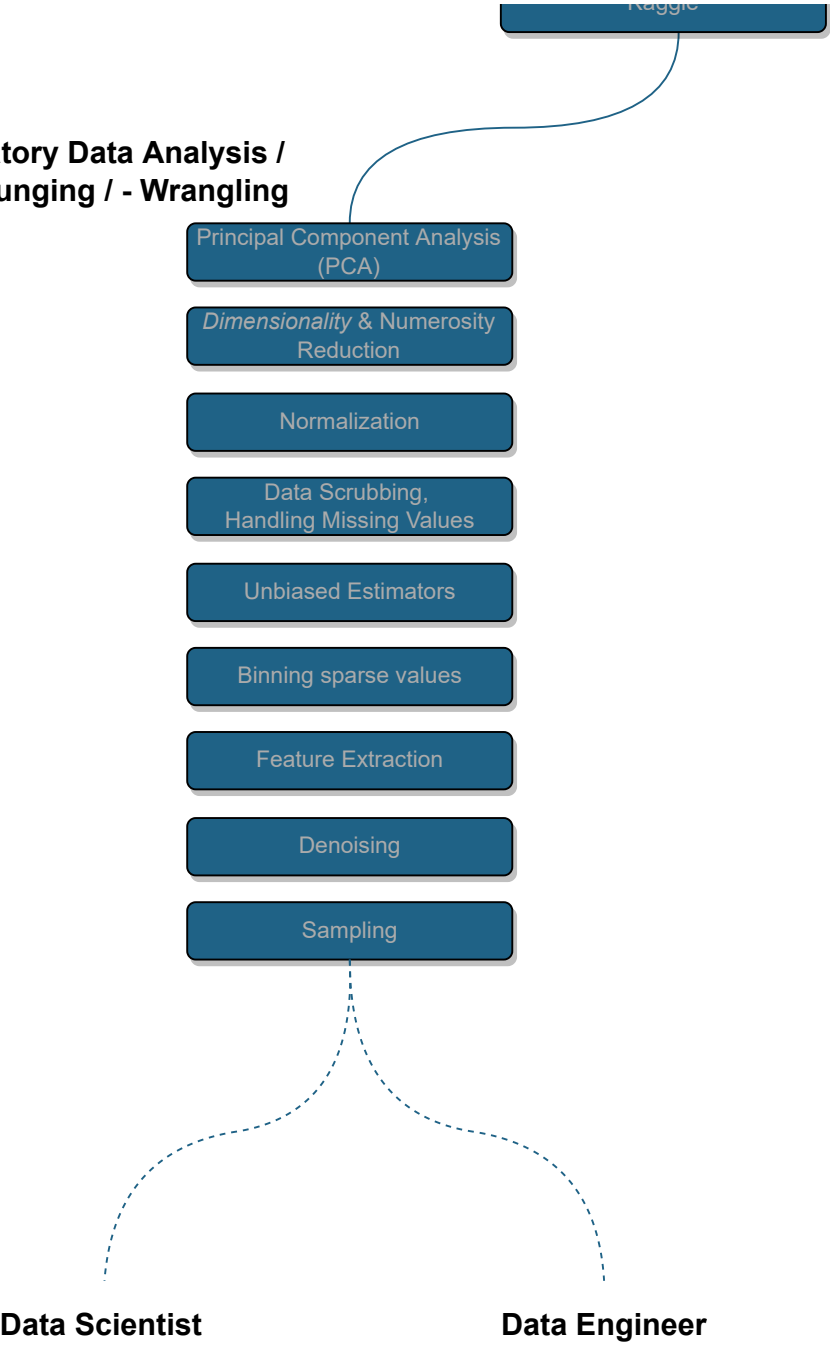 Kaggle
tory Data Analysis /
unging / - Wrangling
Principal Component Analysis
(PCA)
Dimensionality & Numerosity
Reduction
Normalization
Data Scrubbing,
Handling Missing Values
Unbiased Estimators
Binning sparse values
Feature Extraction
Denoising
Sampling
Data Scientist
Data Engineer